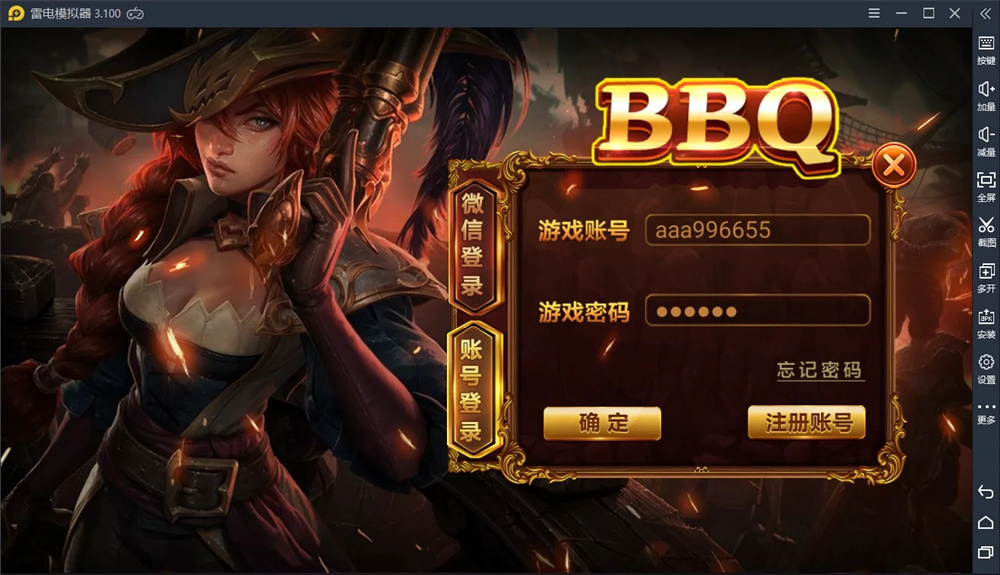 雷电模拟器 3.100
BBQ
微信登录
账号登录
游戏账号 aaa996655
游戏密码 ●●●●●●
忘记密码
确定
注册账号
按键
加量
减量
全屏
截图
多开
APK
安装
设置
更多